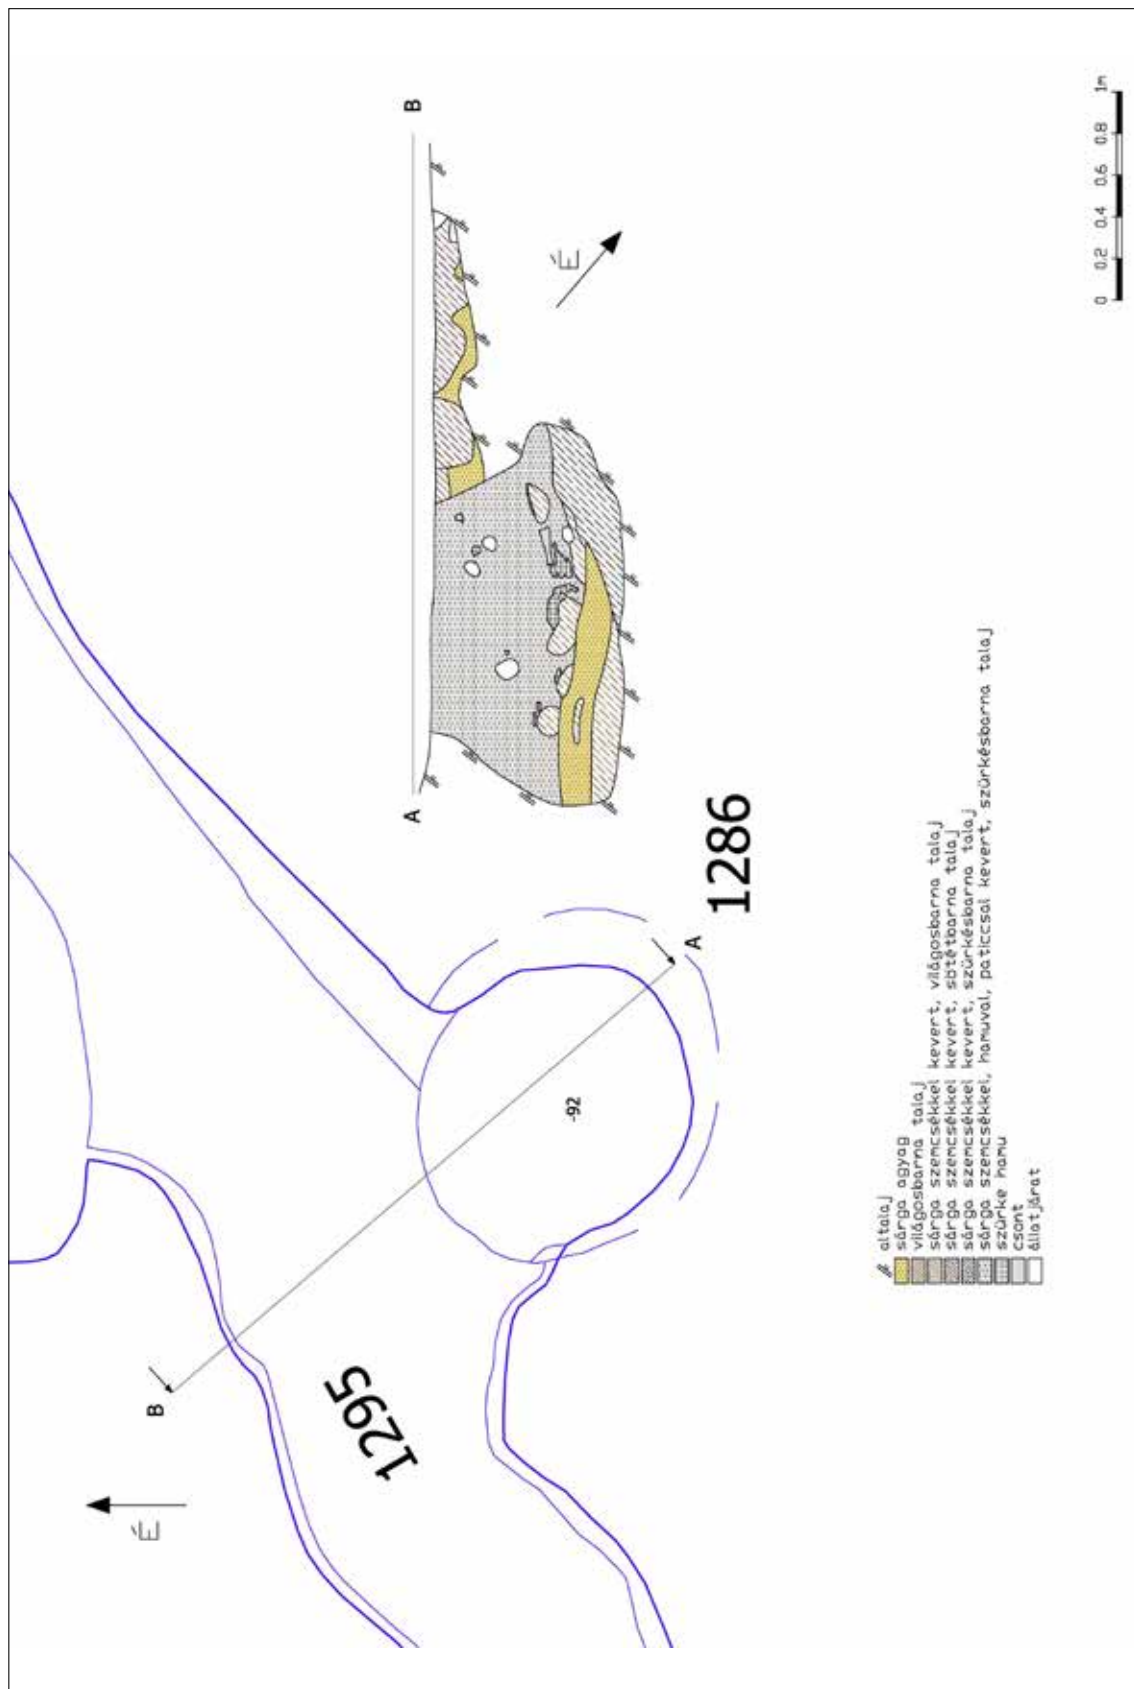 B
A
É
1m
0.8
0.6
0.4
0.2
0
1286
A
-92
B
1295
É
altalaj
sárga agyag
világosbarna talaj
sárga szemcsékkel kevert, világosbarna talaj
sárga szemcsékkel kevert, sötétbarna talaj
sárga szemcsékkel kevert, szürkésbarna talaj
sárga szemcsékkel, hamuval, paticcsal kevert, szürkésbarna talaj
szürke hamu
csont
állatjárat